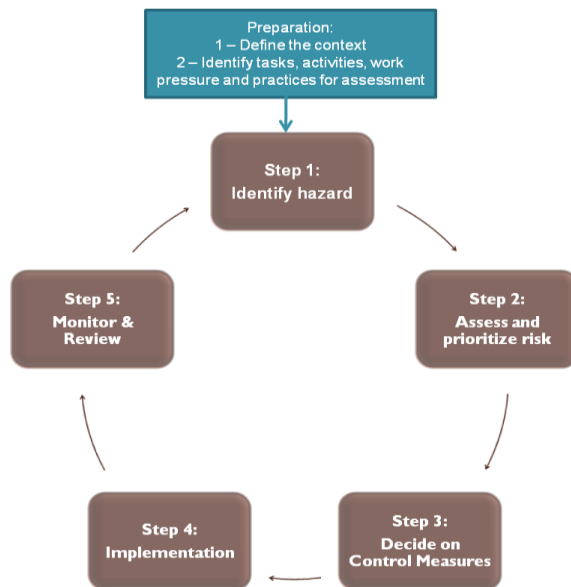 Preparation:
1 – Define the context
2 – Identify tasks, activities, work
pressure and practices for assessment
Step 1:
Identify hazard
Step 2:
Assess and
prioritize risk
Step 3:
Decide on
Control Measures
Step 4:
Implementation
Step 5:
Monitor &
Review